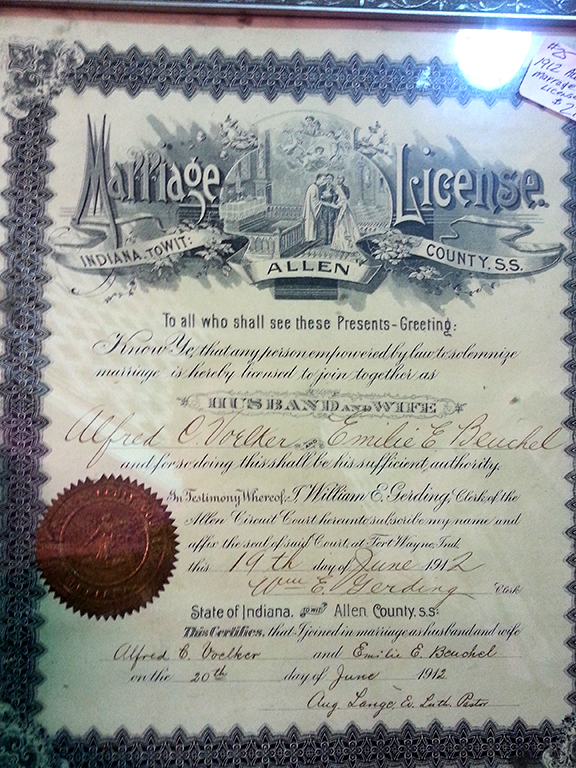 #25
1912
marriage
License
$
Marriage License.
INDIANA, TO WIT: ALLEN COUNTY, S.S.
To all who shall see these Presents - Greeting:
Know Ye, that any person empowered by law to solemnize
marriage is hereby licensed to join together as
HUSBAND AND WIFE
Alfred C. Voelker and Emilie E. Beuchel
and for so doing this shall be his sufficient authority.
In Testimony Whereof, I William E. Gerding, Clerk of the
Allen Circuit Court hereunto subscribe my name and
affix the seal of said Court, at Fort Wayne, Ind.
this 19th day of June 1912
Wm E. Gerding Clerk
State of Indiana, to wit: Allen County, s.s:
This Certifies, that I joined in marriage as husband and wife
Alfred C. Voelker and Emilie E. Beuchel
on the 20th day of June 1912
Aug Lange, Ev. Luth. Pastor